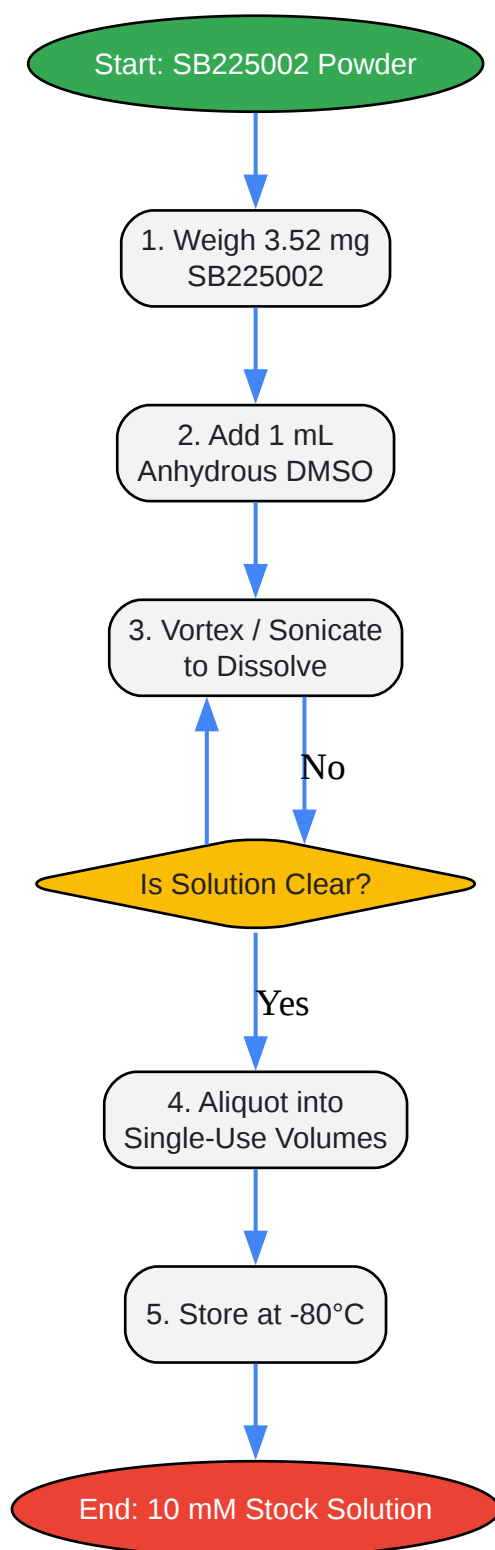 Start: SB225002 Powder
1. Weigh 3.52 mg
SB225002
2. Add 1 mL
Anhydrous DMSO
3. Vortex / Sonicate
to Dissolve
No
Is Solution Clear?
Yes
4. Aliquot into
Single-Use Volumes
5. Store at -80°C
End: 10 mM Stock Solution